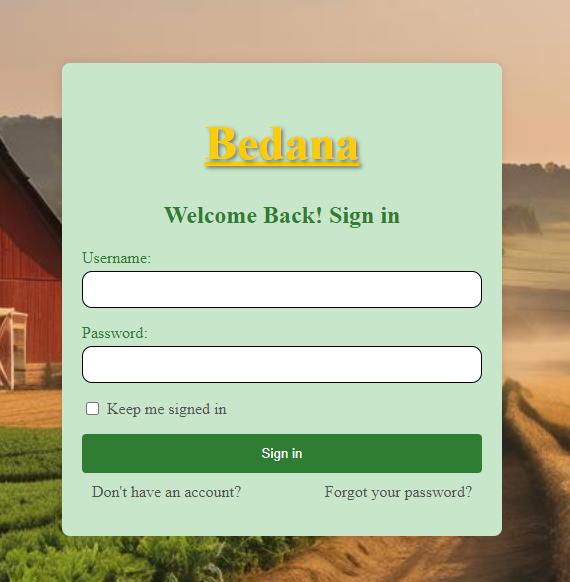 Bedana
Welcome Back! Sign in
Username:
Password:
Keep me signed in
Sign in
Don't have an account? Forgot your password?